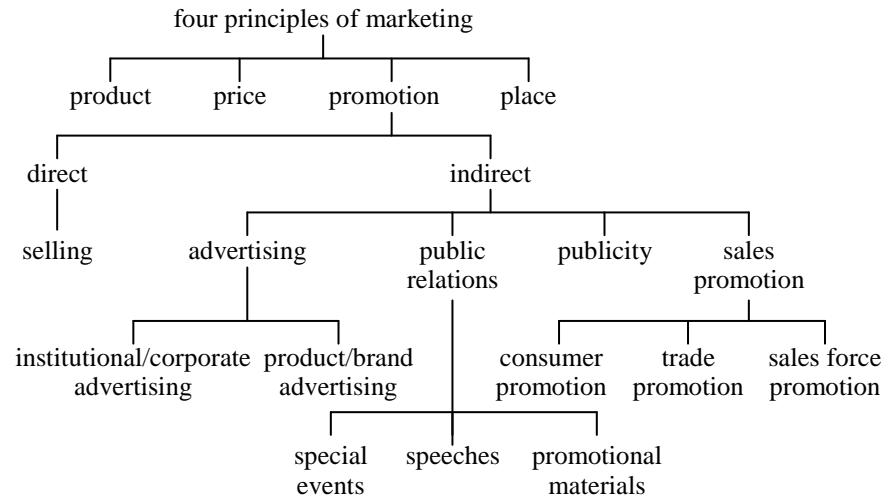 four principles of marketing
product price promotion place
direct indirect
selling advertising public relations publicity sales promotion
institutional/corporate advertising product/brand advertising consumer promotion trade promotion sales force promotion
special events speeches promotional materials